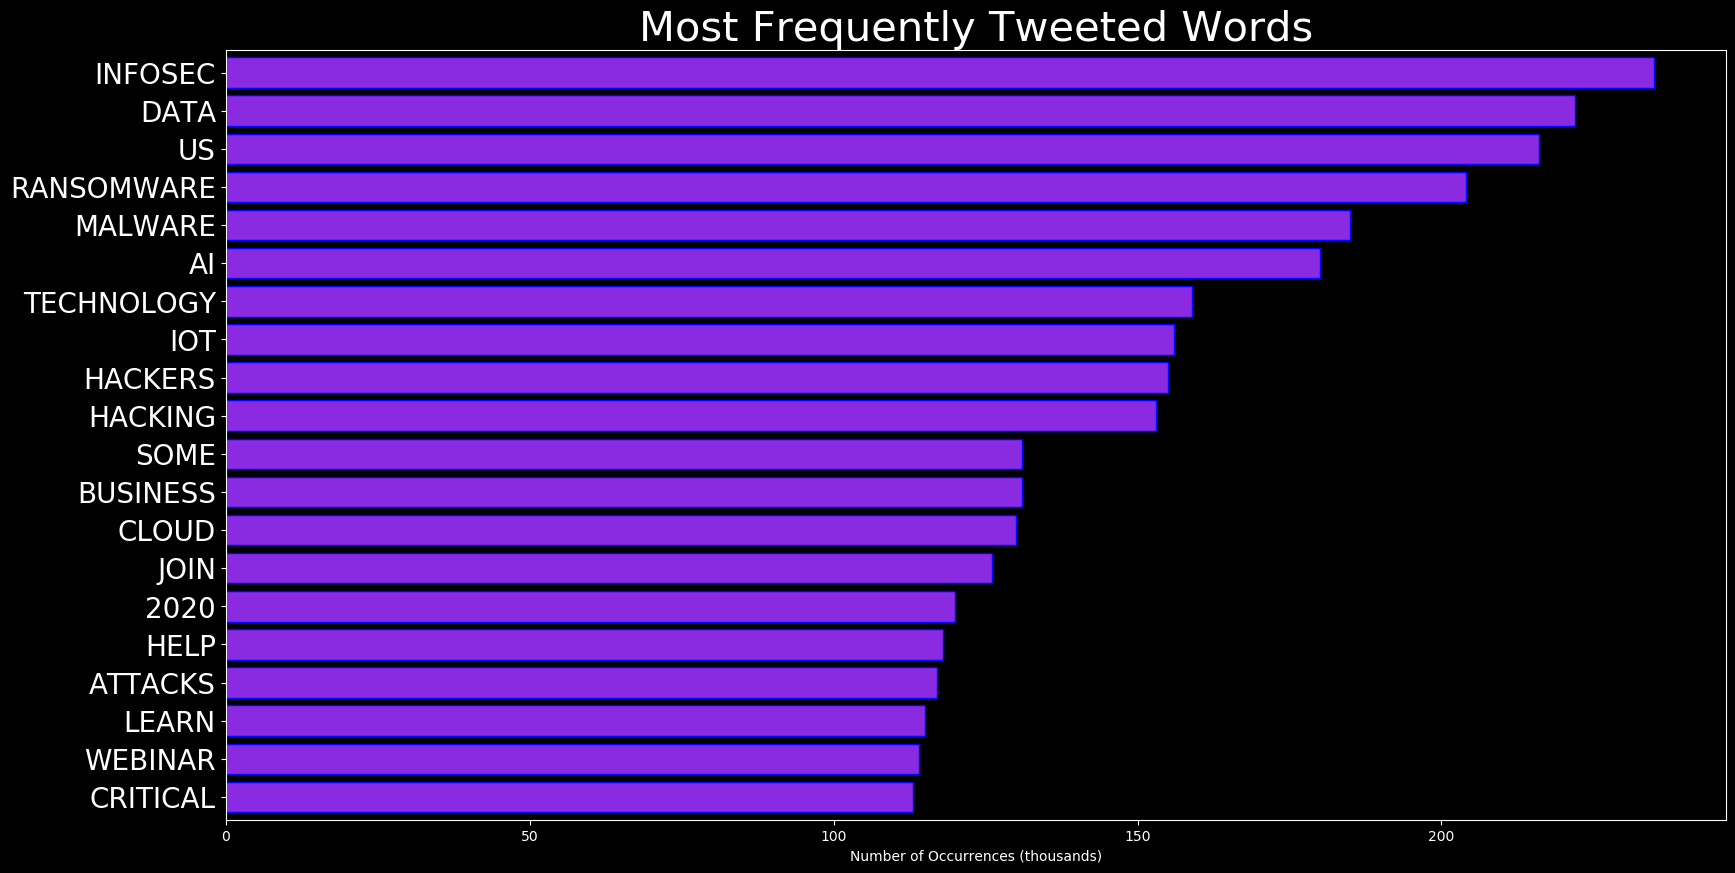 Most Frequently Tweeted Words
INFOSEC
DATA
US
RANSOMWARE
MALWARE
AI
TECHNOLOGY
IOT
HACKERS
HACKING
SOME
BUSINESS
CLOUD
JOIN
2020
HELP
ATTACKS
LEARN
WEBINAR
CRITICAL
0 50 100 150 200
Number of Occurrences (thousands)